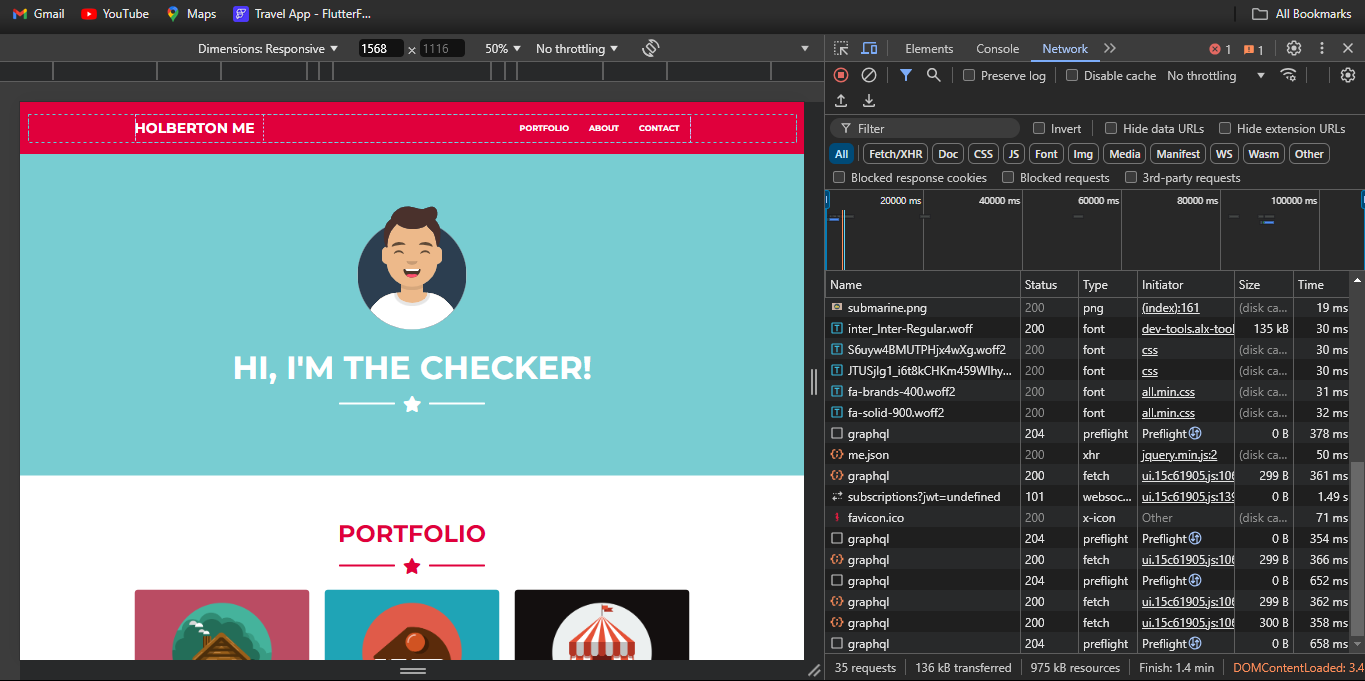 Gmail YouTube Maps Travel App - FlutterF... All Bookmarks
Dimensions: Responsive 1568 × 1116 50% No throttling
Elements Console Network 1 1
Preserve log Disable cache No throttling
Filter Invert Hide data URLs Hide extension URLs
All Fetch/XHR Doc CSS JS Font Img Media Manifest WS Wasm Other
Blocked response cookies Blocked requests 3rd-party requests
20000 ms 40000 ms 60000 ms 80000 ms 100000 ms
Name Status Type Initiator Size Time
submarine.png 200 png (index):161 (disk ca... 19 ms
inter_Inter-Regular.woff 200 font dev-tools.alx-tool 135 kB 30 ms
S6uyw4BMUTPHjx4wXg.woff2 200 font css (disk ca... 30 ms
JTUSjIg1_i6t8kCHKm459Wlhy... 200 font css (disk ca... 30 ms
fa-brands-400.woff2 200 font all.min.css (disk ca... 31 ms
fa-solid-900.woff2 200 font all.min.css (disk ca... 32 ms
graphql 204 preflight Preflight 0 B 378 ms
me.json 200 xhr jquery.min.js:2 (disk ca... 50 ms
graphql 200 fetch ui.15c61905.js:106 299 B 361 ms
subscriptions?jwt=undefined 101 websoc... ui.15c61905.js:139 0 B 1.49 s
favicon.ico 200 x-icon Other (disk ca... 71 ms
graphql 204 preflight Preflight 0 B 354 ms
graphql 200 fetch ui.15c61905.js:106 299 B 366 ms
graphql 204 preflight Preflight 0 B 652 ms
graphql 200 fetch ui.15c61905.js:106 299 B 362 ms
graphql 200 fetch ui.15c61905.js:106 300 B 358 ms
graphql 204 preflight Preflight 0 B 658 ms
35 requests 136 kB transferred 975 kB resources Finish: 1.4 min DOMContentLoaded: 3.4
HOLBERTON ME PORTFOLIO ABOUT CONTACT
HI, I'M THE CHECKER!
PORTFOLIO